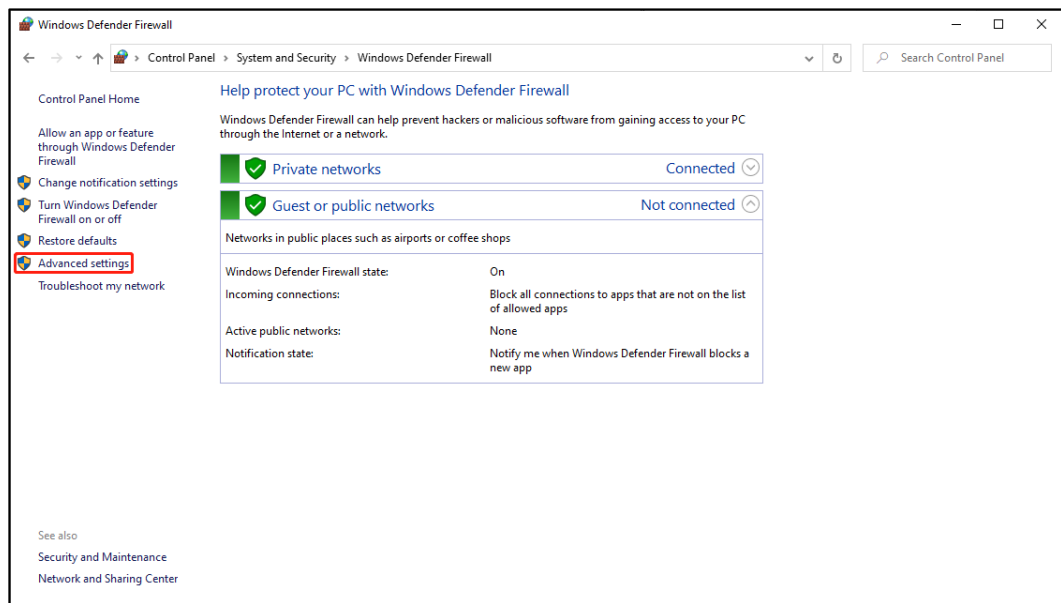 Windows Defender Firewall
Control Panel > System and Security > Windows Defender Firewall
Search Control Panel
Control Panel Home
Allow an app or feature
through Windows Defender
Firewall
Change notification settings
Turn Windows Defender
Firewall on or off
Restore defaults
Advanced settings
Troubleshoot my network
Help protect your PC with Windows Defender Firewall
Windows Defender Firewall can help prevent hackers or malicious software from gaining access to your PC
through the Internet or a network.
Private networks Connected
Guest or public networks Not connected
Networks in public places such as airports or coffee shops
Windows Defender Firewall state: On
Incoming connections: Block all connections to apps that are not on the list
of allowed apps
Active public networks: None
Notification state: Notify me when Windows Defender Firewall blocks a
new app
See also
Security and Maintenance
Network and Sharing Center